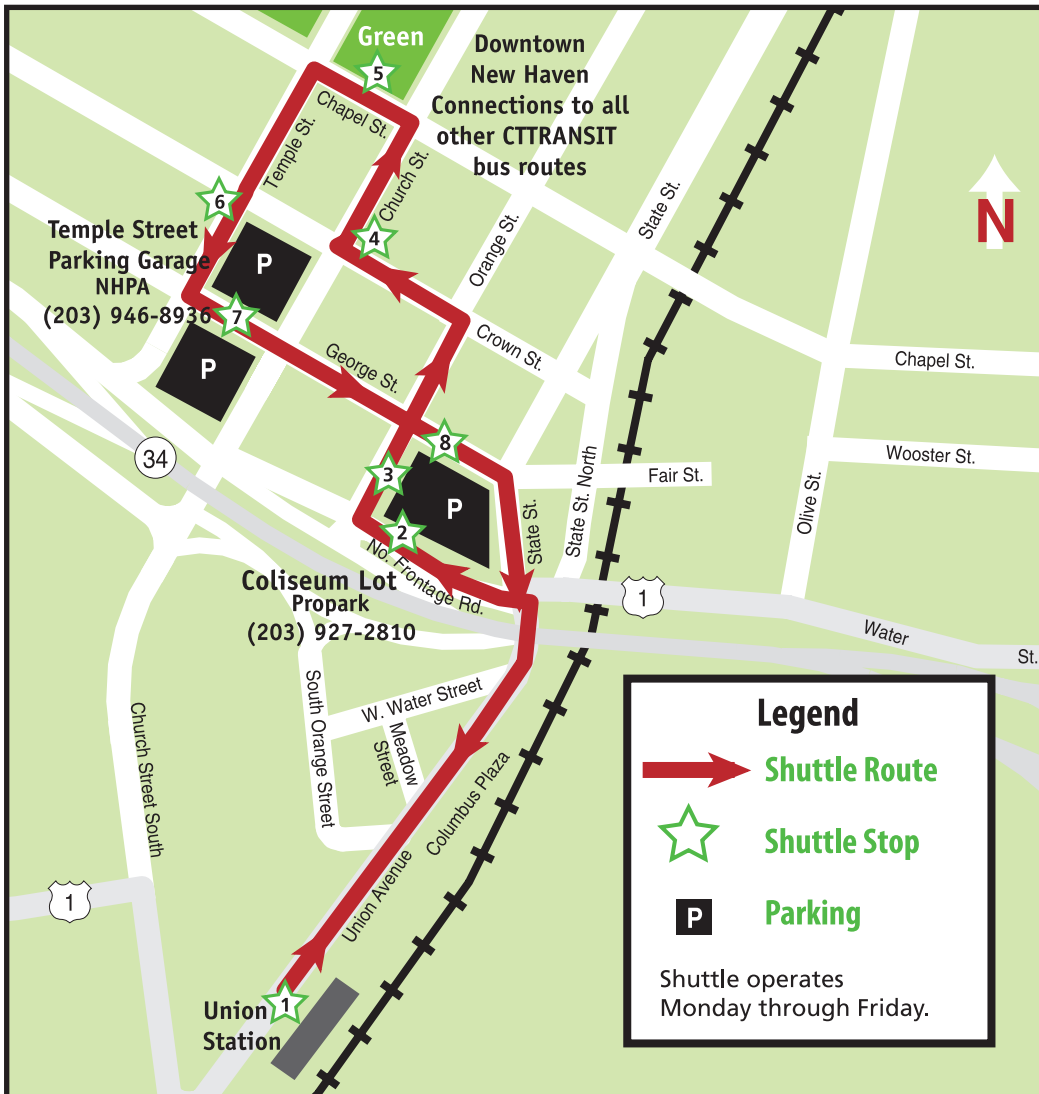 Green
5
Downtown
New Haven
Connections to all
other CTTRANSIT
bus routes
Chapel St.
Temple St.
Church St.
6
4
State St.
Orange St.
N
Temple Street
Parking Garage
NHPA
(203) 946-8936
P
7
P
George St.
Crown St.
Chapel St.
Wooster St.
34
8
3
P
2
Fair St.
State St.
State St. North
Olive St.
No. Frontage Rd.
Coliseum Lot
Propark
(203) 927-2810
1
Water
St.
W. Water Street
South Orange Street
Meadow
Street
Columbus Plaza
Church Street South
Union Avenue
1
1
Union
Station
Legend
Shuttle Route
Shuttle Stop
P
Parking
Shuttle operates
Monday through Friday.